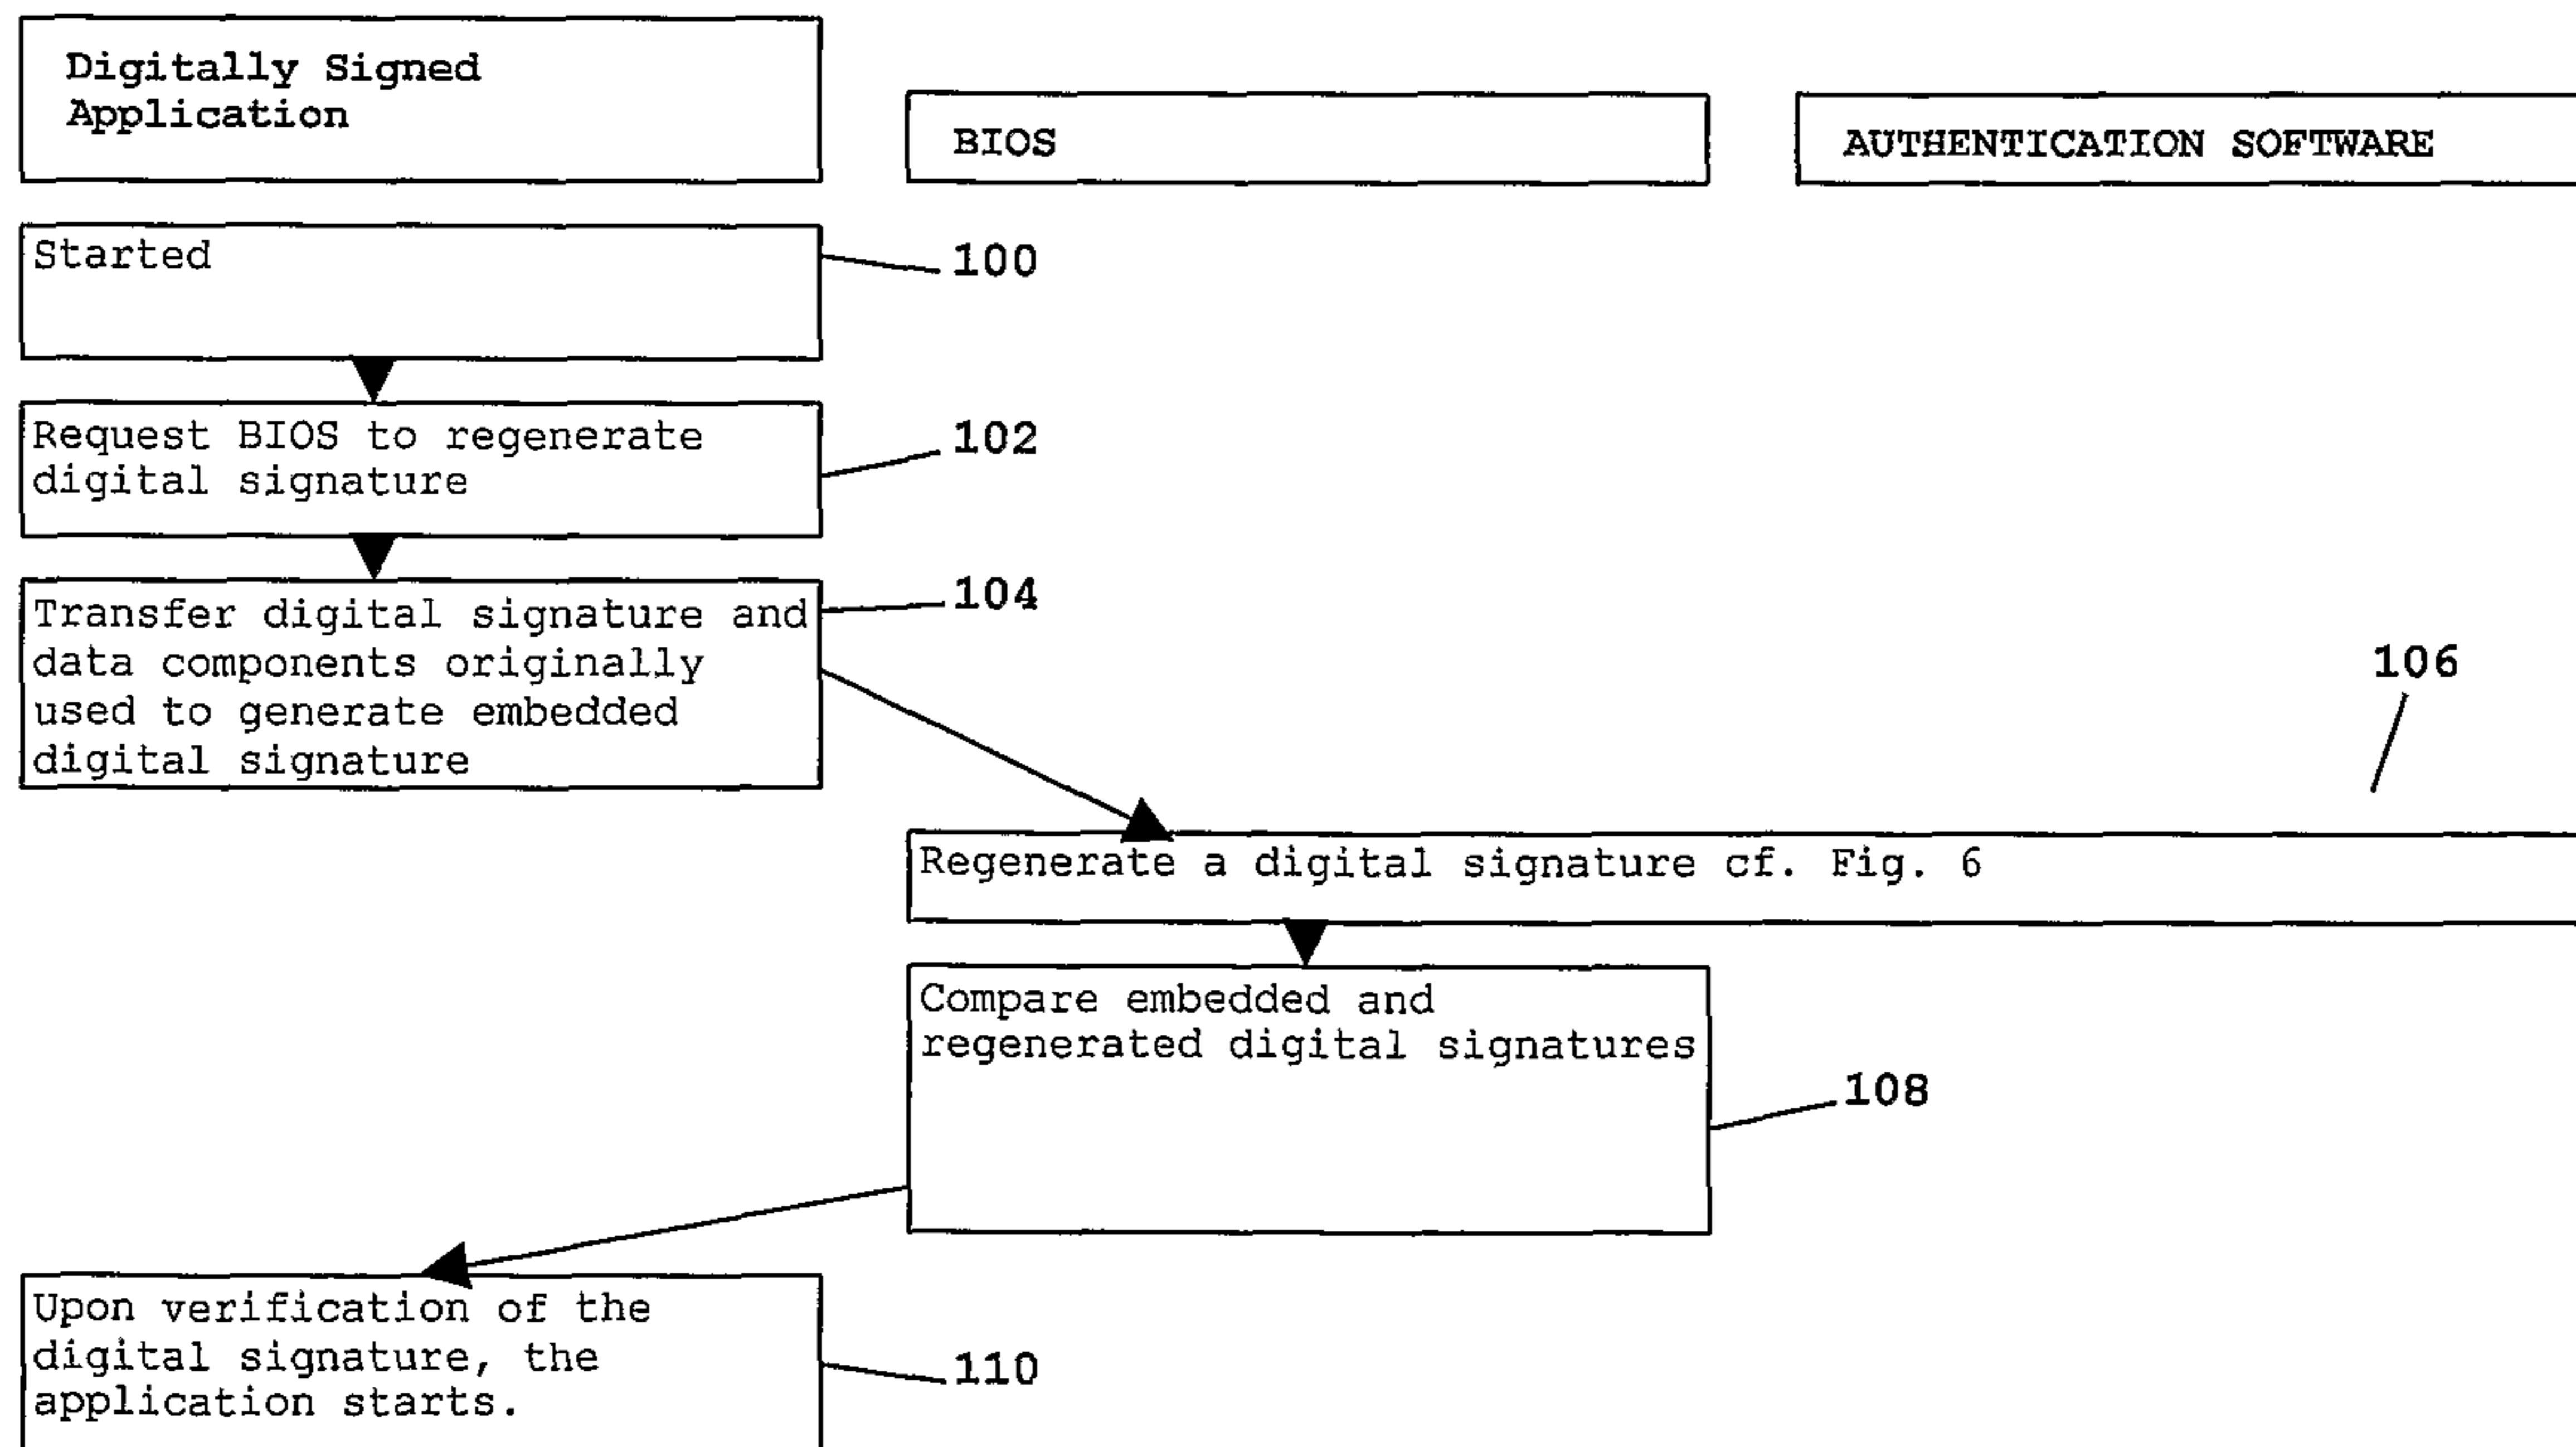 Digitally Signed
Application
BIOS
AUTHENTICATION SOFTWARE
Started
100
Request BIOS to regenerate
digital signature
102
Transfer digital signature and
data components originally
used to generate embedded
digital signature
104
106
Regenerate a digital signature cf. Fig. 6
Compare embedded and
regenerated digital signatures
108
Upon verification of the
digital signature, the
application starts.
110